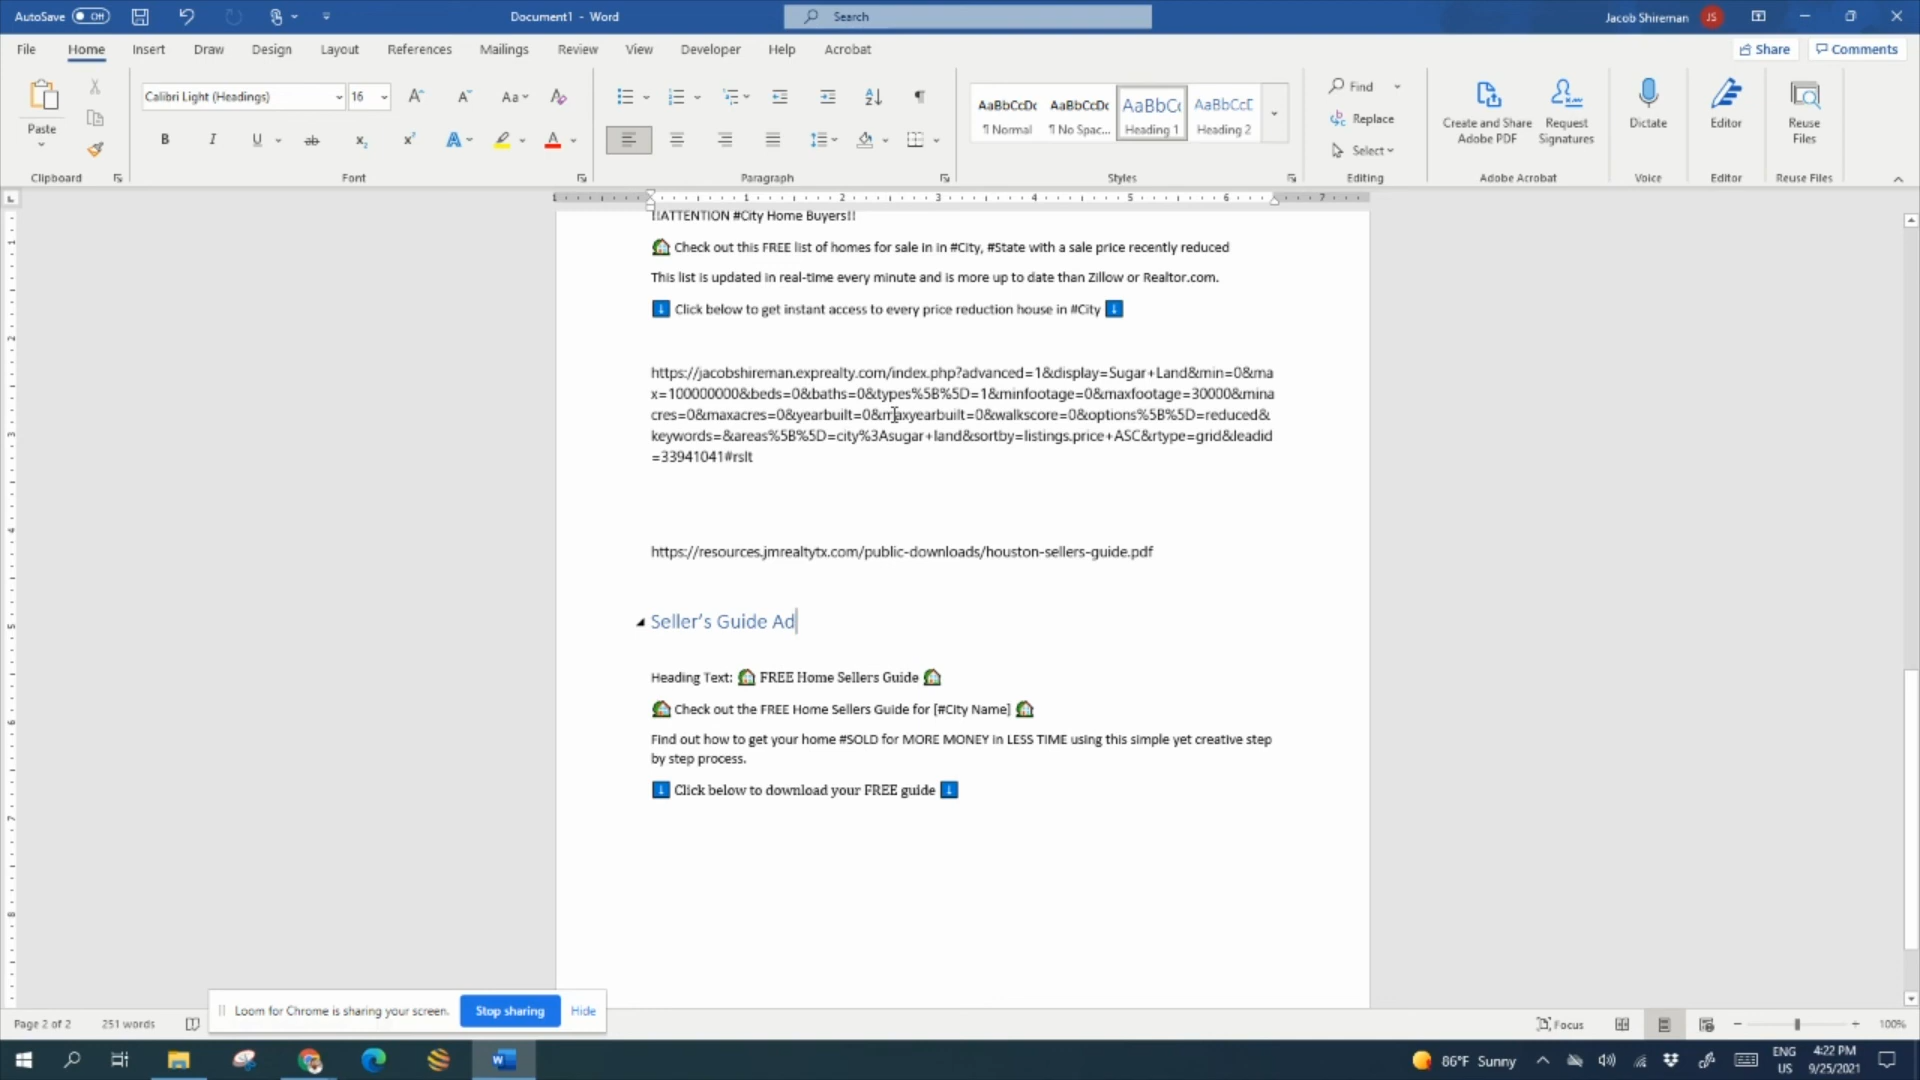 AutoSave Off
Document1 - Word
Search
Jacob Shireman JS
File Home Insert Draw Design Layout References Mailings Review View Developer Help Acrobat Share Comments
Calibri Light (Headings) 16
Paste
Clipboard
Font
Paragraph
AaBbCcDc AaBbCcDc AaBbC AaBbCcE
¶ Normal ¶ No Spac... Heading 1 Heading 2
Styles
Find
Replace
Select
Editing
Create and Share Adobe PDF
Request Signatures
Adobe Acrobat
Dictate
Voice
Editor
Editor
Reuse Files
Reuse Files
!!ATTENTION #City Home Buyers!!
Check out this FREE list of homes for sale in in #City, #State with a sale price recently reduced
This list is updated in real-time every minute and is more up to date than Zillow or Realtor.com.
Click below to get instant access to every price reduction house in #City
https://jacobshireman.exprealty.com/index.php?advanced=1&display=Sugar+Land&min=0&ma
x=100000000&beds=0&baths=0&types%5B%5D=1&minfootage=0&maxfootage=30000&mina
cres=0&maxacres=0&yearbuilt=0&maxyearbuilt=0&walkscore=0&options%5B%5D=reduced&
keywords=&areas%5B%5D=city%3Asugar+land&sortby=listings.price+ASC&rtype=grid&leadid
=33941041#rslt
https://resources.jmrealtytx.com/public-downloads/houston-sellers-guide.pdf
Seller's Guide Ad
Heading Text: FREE Home Sellers Guide
Check out the FREE Home Sellers Guide for [#City Name]
Find out how to get your home #SOLD for MORE MONEY in LESS TIME using this simple yet creative step
by step process.
Click below to download your FREE guide
Loom for Chrome is sharing your screen. Stop sharing Hide
Page 2 of 2 251 words
Focus
100%
86°F Sunny
ENG US
4:22 PM
9/25/2021